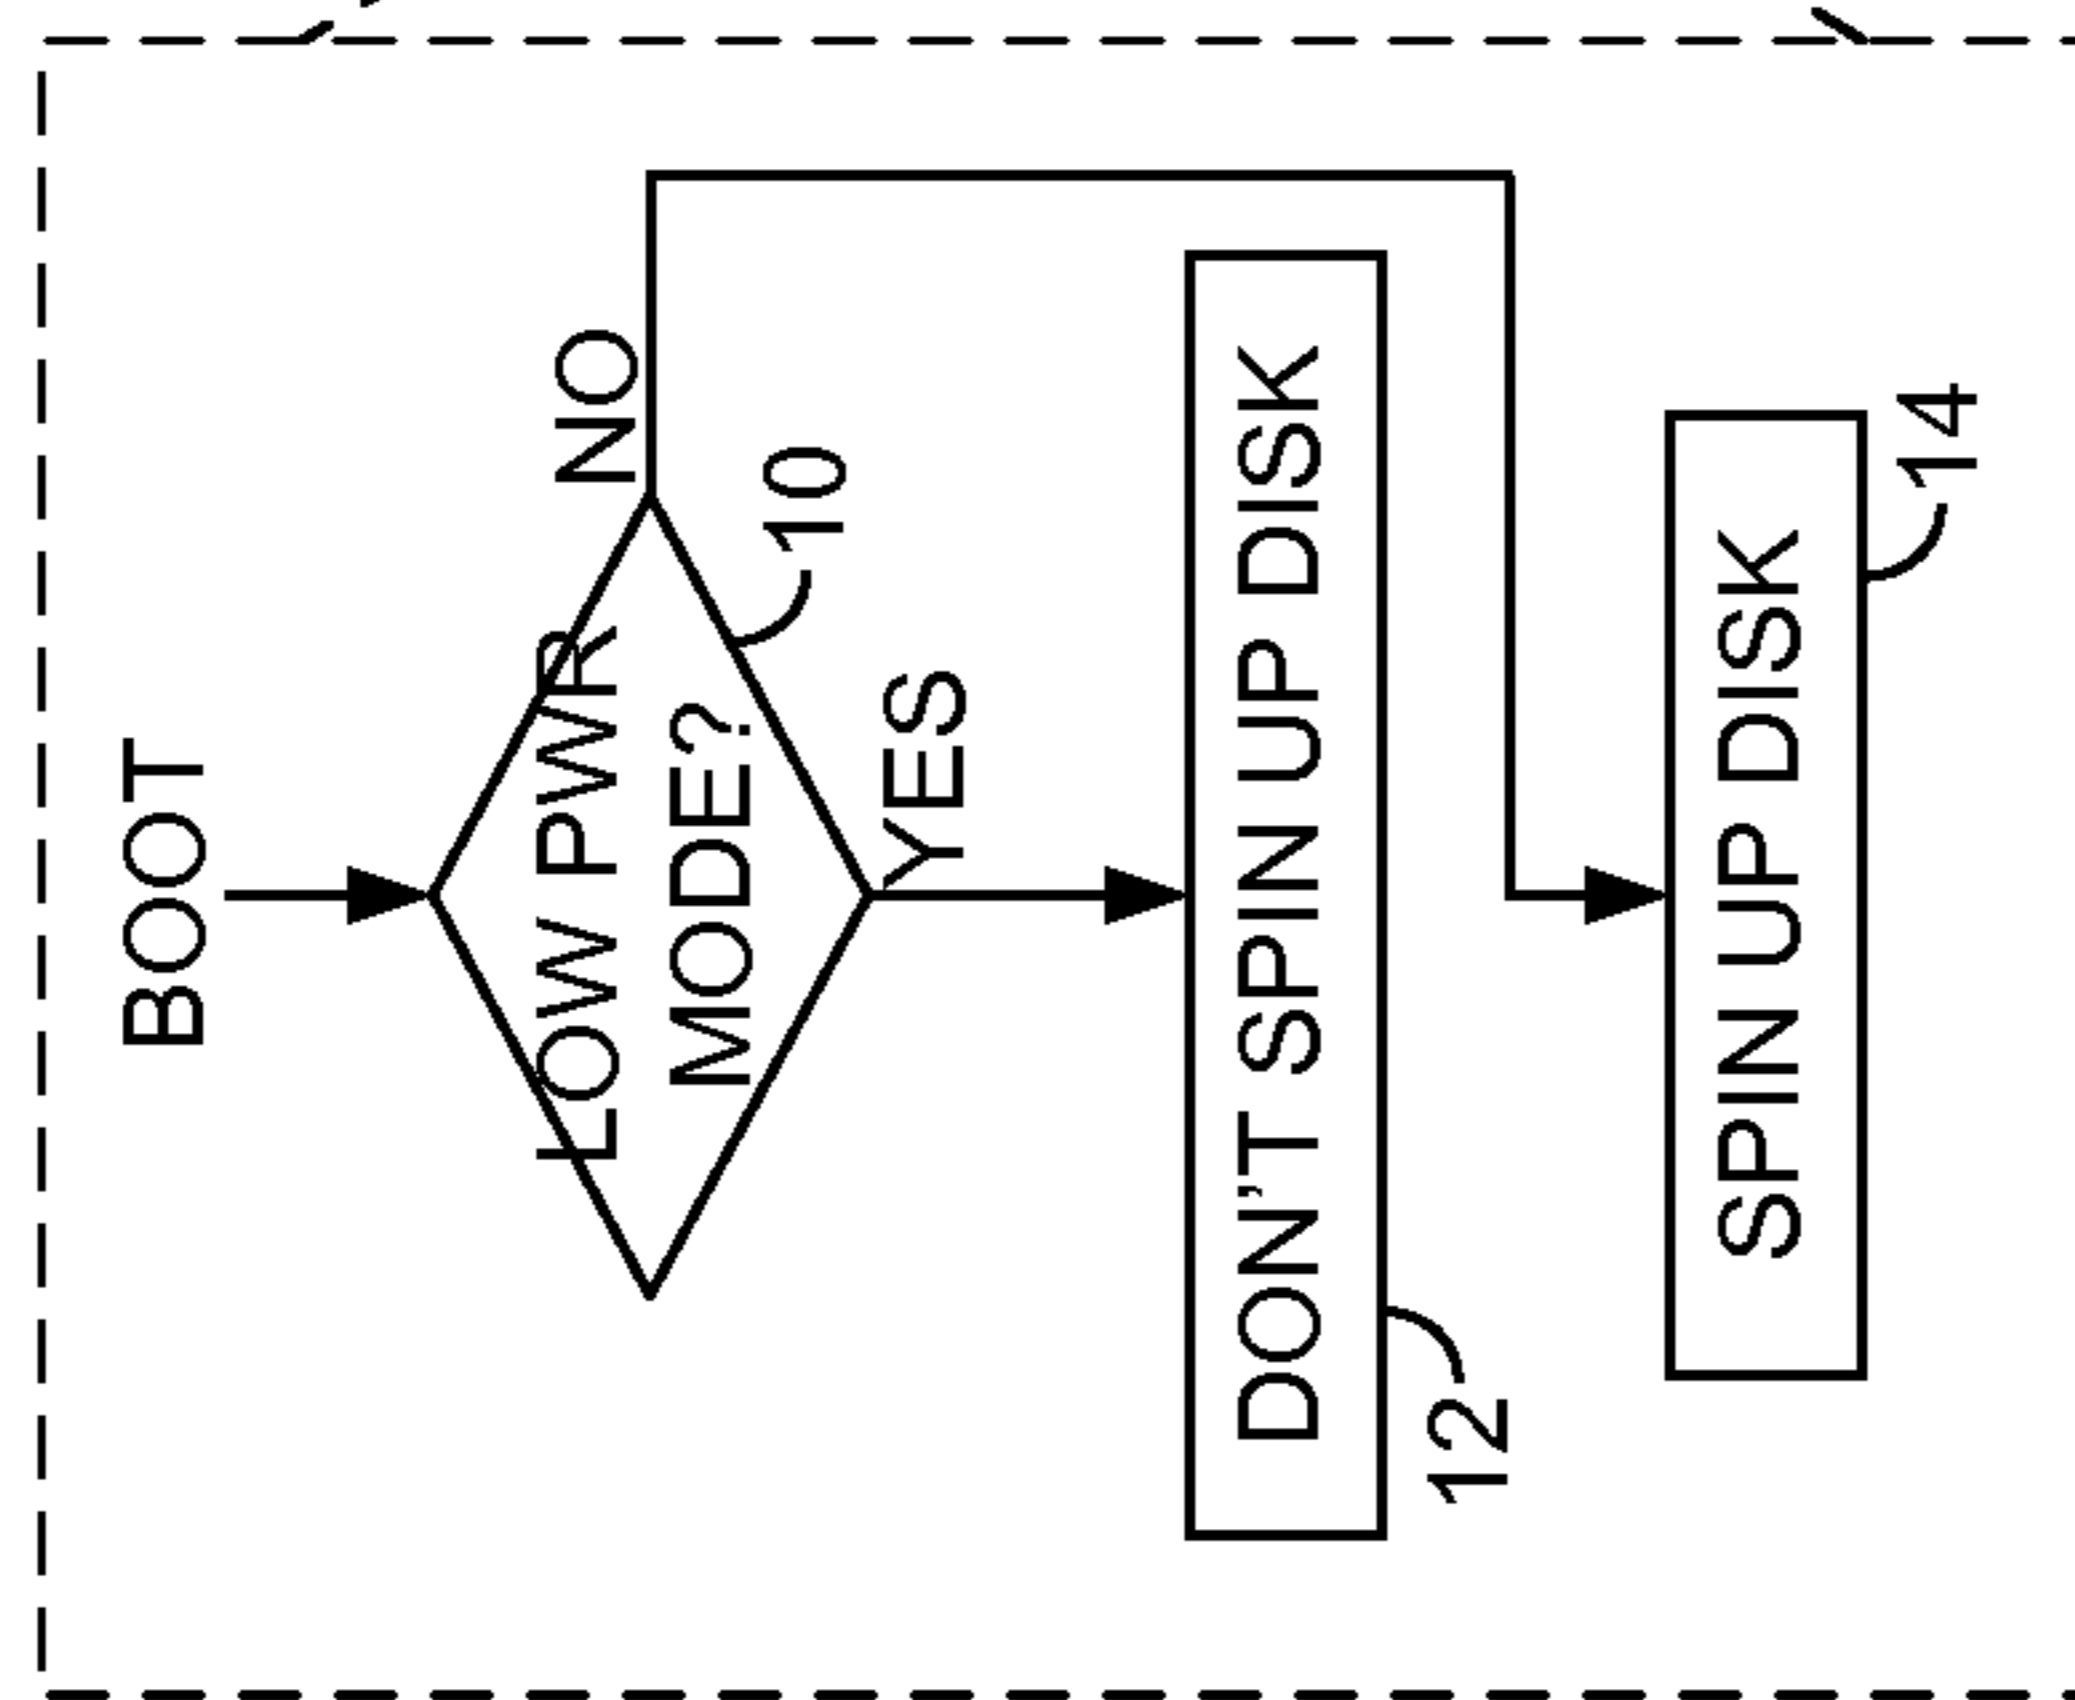 BOOT
LOW PWR
MODE?
NO
10
YES
DON'T SPIN UP DISK
12
SPIN UP DISK
14